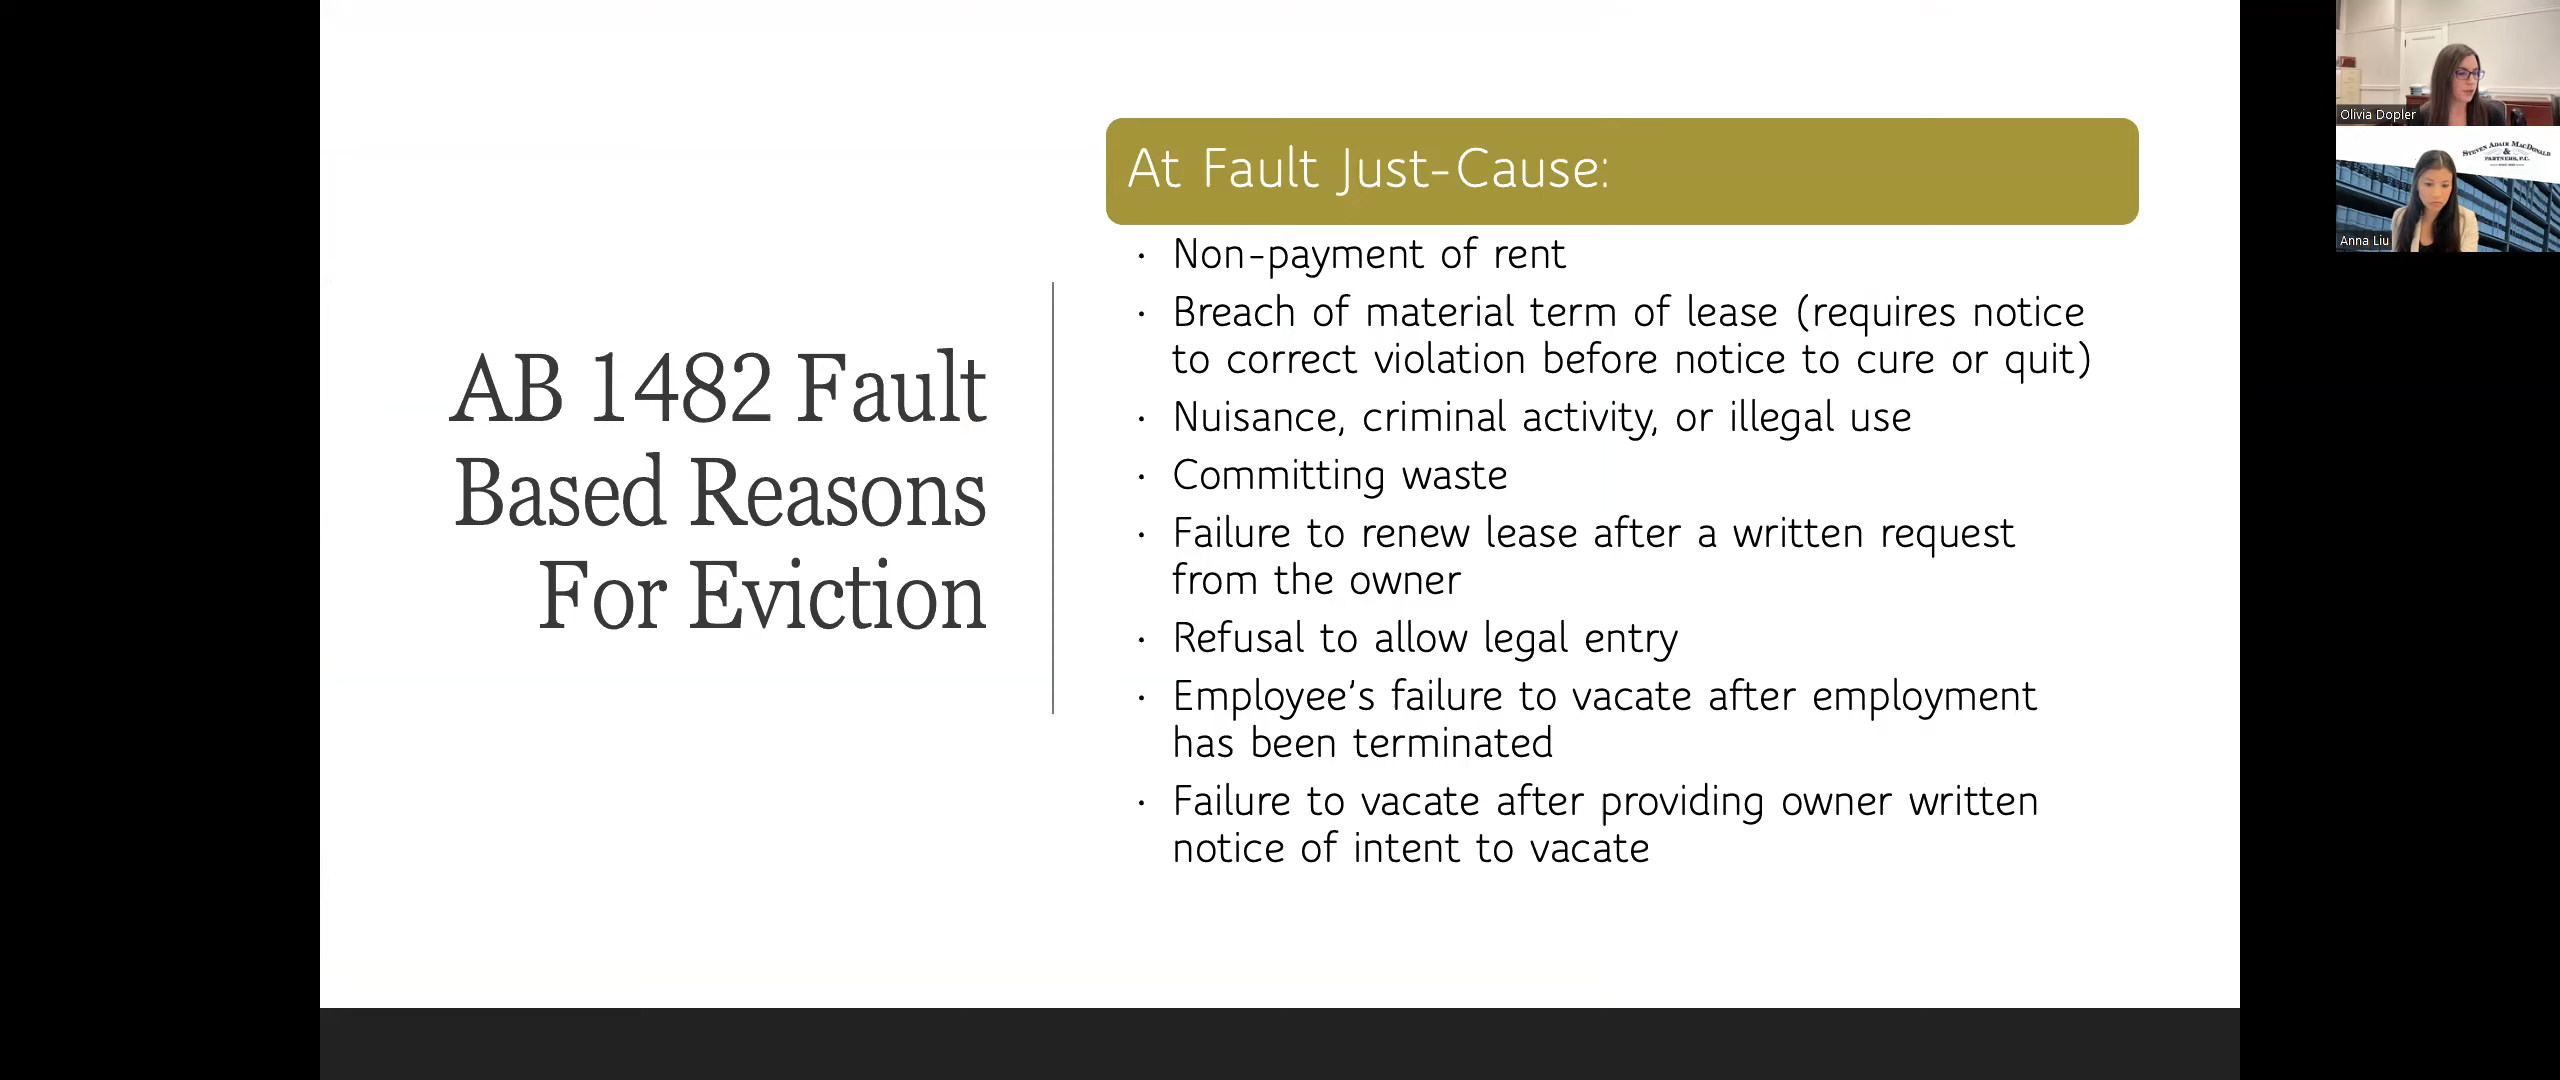 AB 1482 Fault
Based Reasons
For Eviction
At Fault Just-Cause:
· Non-payment of rent
· Breach of material term of lease (requires notice
to correct violation before notice to cure or quit)
· Nuisance, criminal activity, or illegal use
· Committing waste
· Failure to renew lease after a written request
from the owner
· Refusal to allow legal entry
· Employee’s failure to vacate after employment
has been terminated
· Failure to vacate after providing owner written
notice of intent to vacate
Olivia Dopler
STEVEN ADAIR MACDONALD
&
PARTNERS, P.C.
Anna Liu